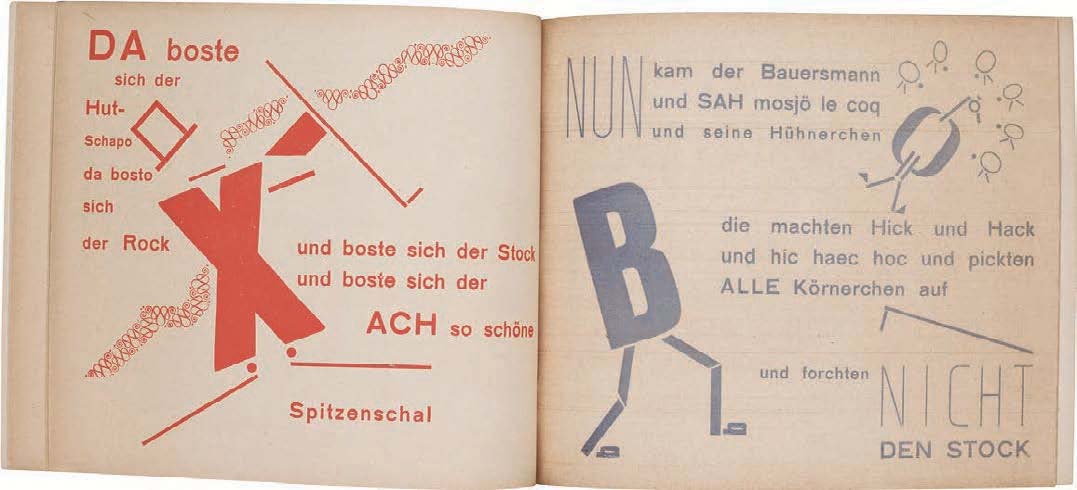 DA boste
sich der
Hut-
Schapo
da bosto
sich
der Rock
X
und boste sich der Stock
und boste sich der
ACH so schöne
Spitzenschal
NUN kam der Bauersmann
und SAH mosjö le coq
und seine Hühnerchen
B
die machten Hick und Hack
und hic haec hoc und pickten
ALLE Körnerchen auf
und forchten NICHT
DEN STOCK